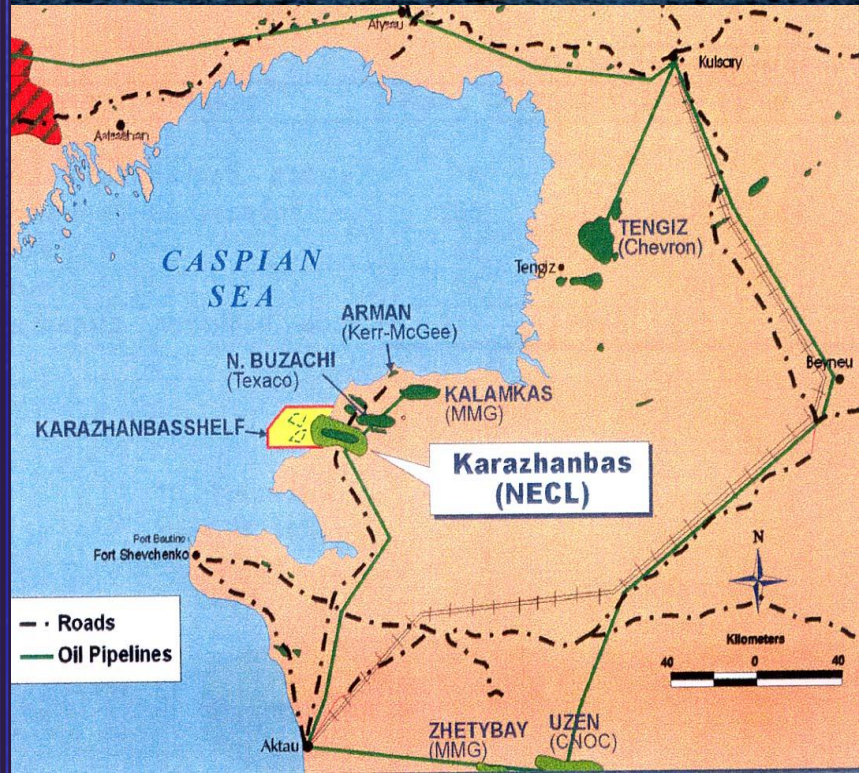 Atyrau
Kulsary
Astrakhan
CASPIAN
SEA
TENGIZ
(Chevron)
Tengiz
ARMAN
(Kerr-McGee)
N. BUZACHI
(Texaco)
Beyneu
KALAMKAS
(MMG)
KARAZHANBASSHELF
Karazhanbas
(NECL)
Port Bautino
Fort Shevchenko
N
Roads
Oil Pipelines
Kilometers
40 0 40
Aktau
ZHETYBAY
(MMG)
UZEN
(CNOC)